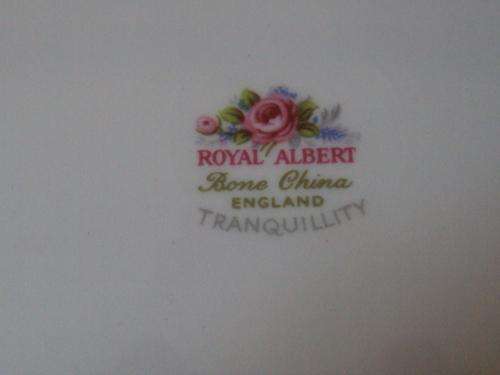 ROYAL ALBERT
Bone China
ENGLAND
TRANQUILLITY